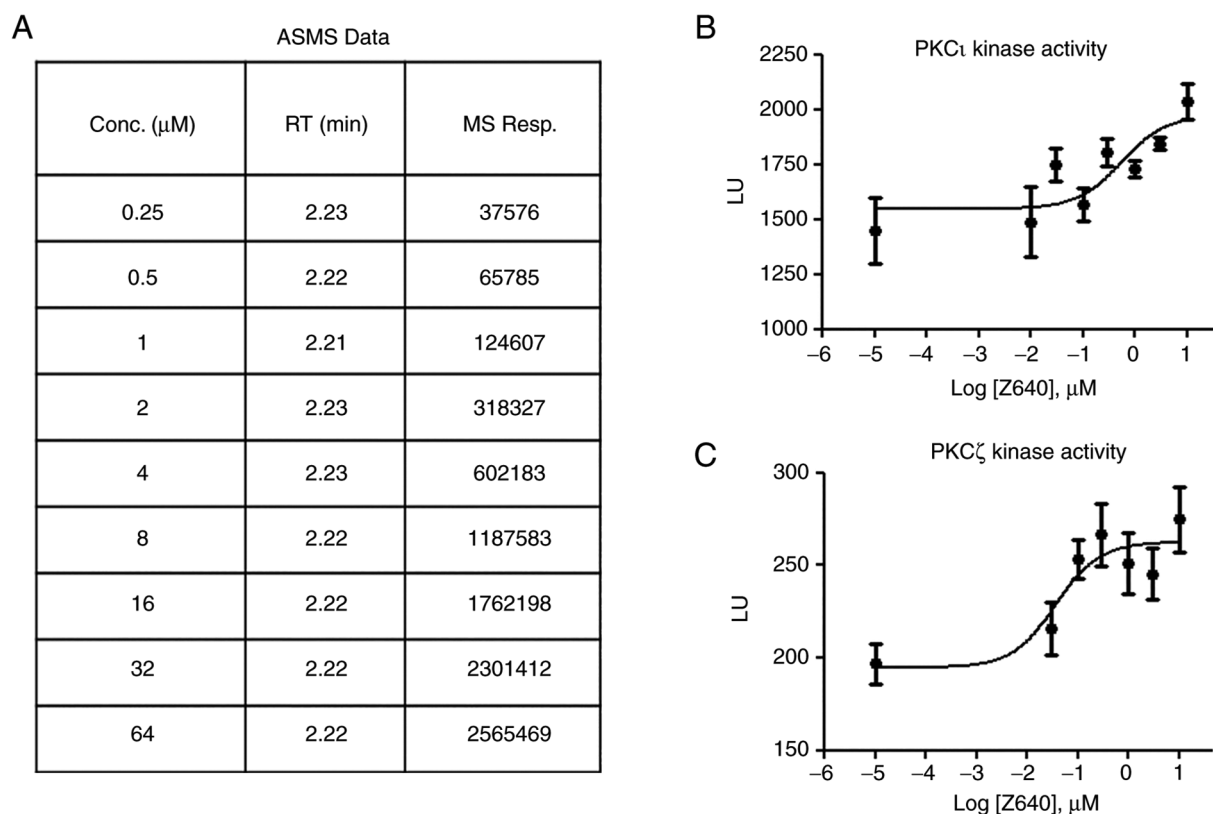 A
ASMS Data
Conc. (μM) RT (min) MS Resp.
0.25 2.23 37576
0.5 2.22 65785
1 2.21 124607
2 2.23 318327
4 2.23 602183
8 2.22 1187583
16 2.22 1762198
32 2.22 2301412
64 2.22 2565469
B
PKCι kinase activity
2250
2000
1750
1500
1250
1000
LU
−6 −5 −4 −3 −2 −1 0 1
Log [Z640], μM
C
PKCζ kinase activity
300
250
200
150
LU
−6 −5 −4 −3 −2 −1 0 1
Log [Z640], μM